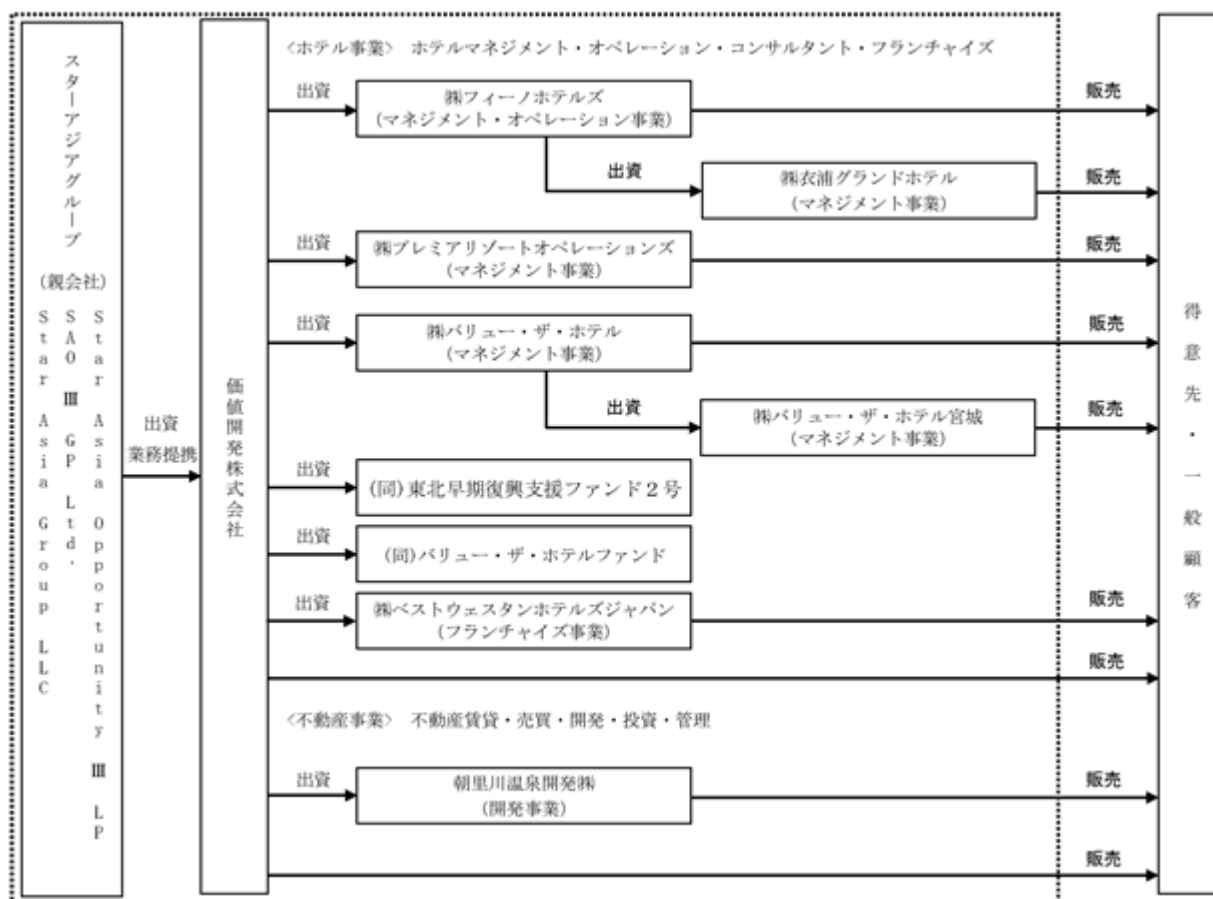 スターアジアグループ
(親会社)
Star Asia Opportunity Ⅲ LP
SAO Ⅲ GP Ltd.
Star Asia Group LLC
出資
業務提携
価値開発株式会社
〈ホテル事業〉 ホテルマネジメント・オペレーション・コンサルタント・フランチャイズ
出資
㈱フィーノホテルズ
(マネジメント・オペレーション事業)
販売
出資
㈱衣浦グランドホテル
(マネジメント事業)
販売
出資
㈱プレミアリゾートオペレーションズ
(マネジメント事業)
販売
出資
㈱バリュー・ザ・ホテル
(マネジメント事業)
販売
出資
㈱バリュー・ザ・ホテル宮城
(マネジメント事業)
販売
出資
(同)東北早期復興支援ファンド2号
出資
(同)バリュー・ザ・ホテルファンド
出資
㈱ベストウェスタンホテルズジャパン
(フランチャイズ事業)
販売
販売
〈不動産事業〉 不動産賃貸・売買・開発・投資・管理
出資
朝里川温泉開発㈱
(開発事業)
販売
販売
得意先・一般顧客